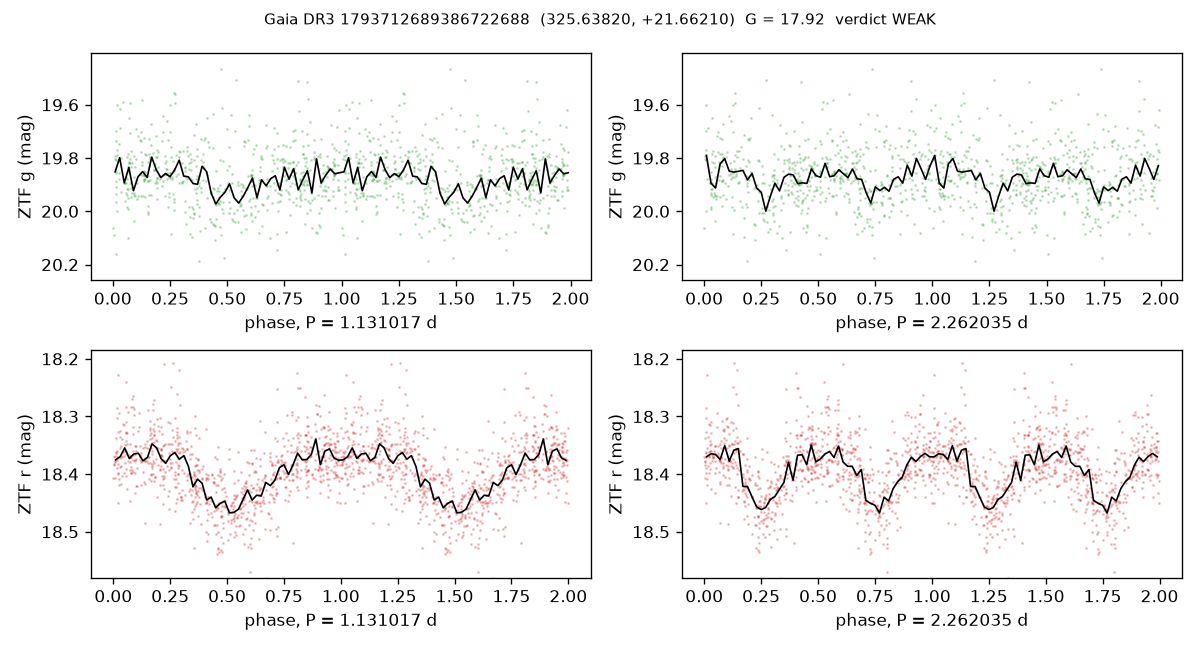 Gaia DR3 1793712689386722688  (325.63820, +21.66210)  G = 17.92  verdict WEAK
ZTF g (mag)
19.6
19.8
20.0
20.2
0.00 0.25 0.50 0.75 1.00 1.25 1.50 1.75 2.00
phase, P = 1.131017 d
ZTF g (mag)
19.6
19.8
20.0
20.2
0.00 0.25 0.50 0.75 1.00 1.25 1.50 1.75 2.00
phase, P = 2.262035 d
ZTF r (mag)
18.2
18.3
18.4
18.5
0.00 0.25 0.50 0.75 1.00 1.25 1.50 1.75 2.00
phase, P = 1.131017 d
ZTF r (mag)
18.2
18.3
18.4
18.5
0.00 0.25 0.50 0.75 1.00 1.25 1.50 1.75 2.00
phase, P = 2.262035 d